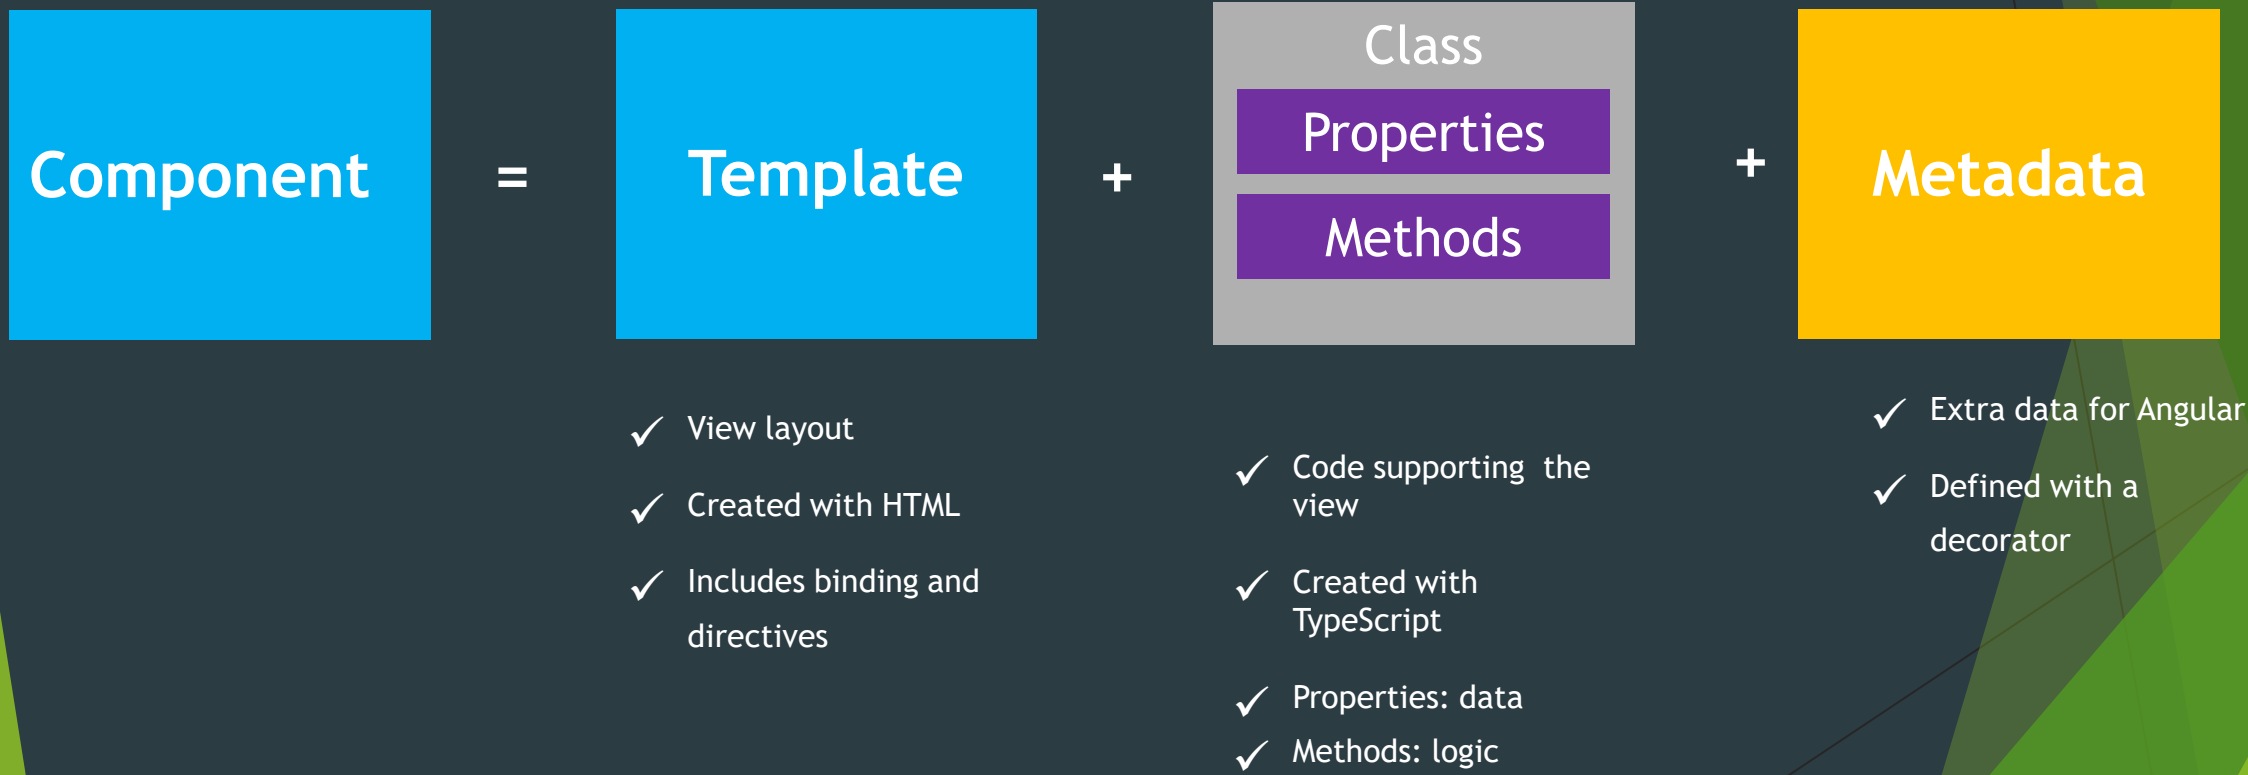 Component
=
Template
+
Class
Properties
Methods
+
Metadata
✓ View layout
✓ Created with HTML
✓ Includes binding and
directives
✓ Code supporting  the
view
✓ Created with
TypeScript
✓ Properties: data
✓ Methods: logic
✓ Extra data for Angular
✓ Defined with a
decorator